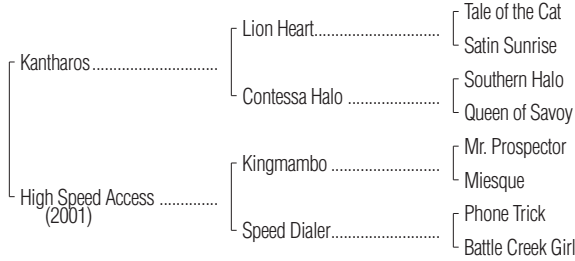 Tale of the Cat
Lion Heart..............................
Satin Sunrise
Kantharos..............................
Southern Halo
Contessa Halo ......................
Queen of Savoy
Mr. Prospector
Kingmambo ..........................
Miesque
High Speed Access ..............
(2001)
Phone Trick
Speed Dialer..........................
Battle Creek Girl